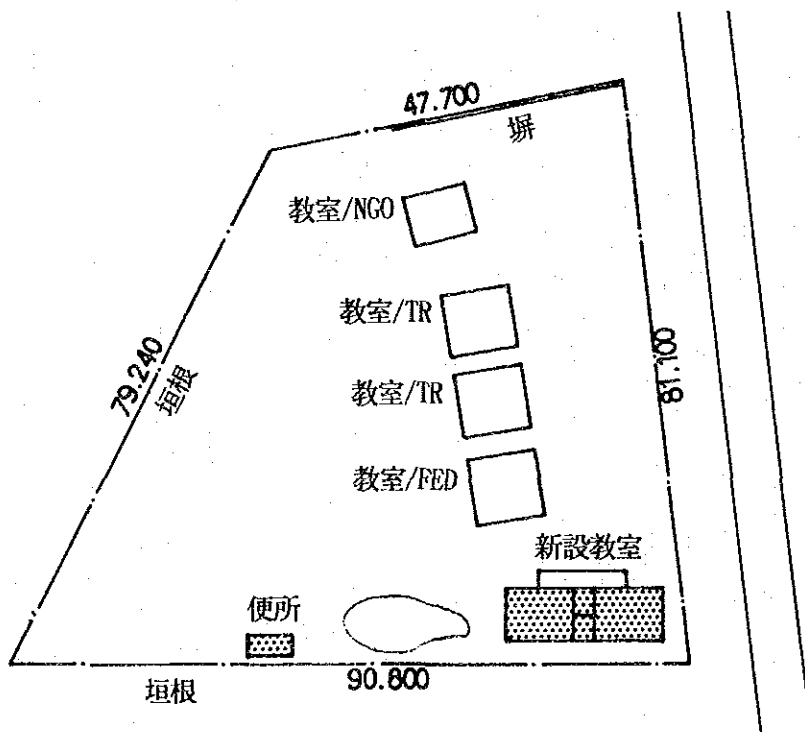 47.700
塀
教室/NGO
教室/TR
79.240
垣根
81.100
教室/TR
教室/FED
新設教室
便所
90.800
垣根